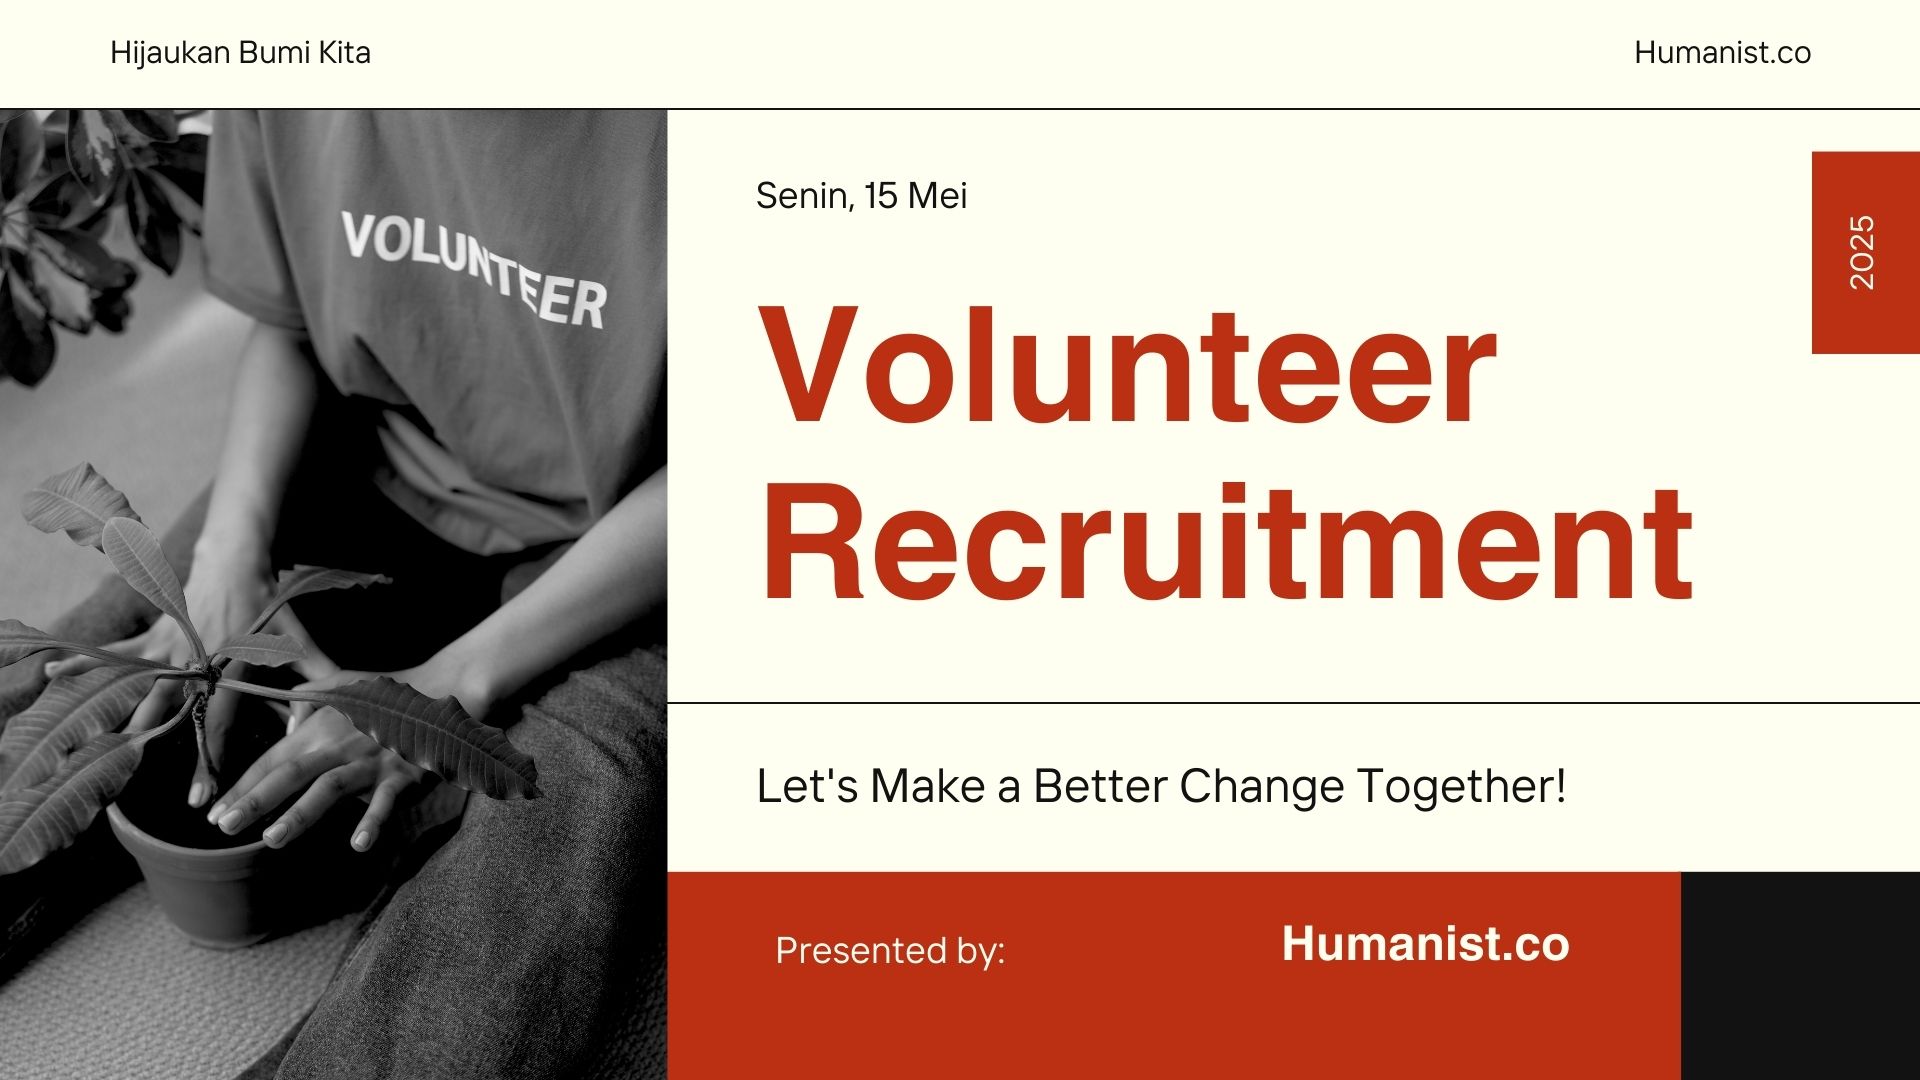 Hijaukan Bumi Kita
Humanist.co
VOLUNTEER
Senin, 15 Mei
2025
Volunteer
Recruitment
Let's Make a Better Change Together!
Presented by:
Humanist.co